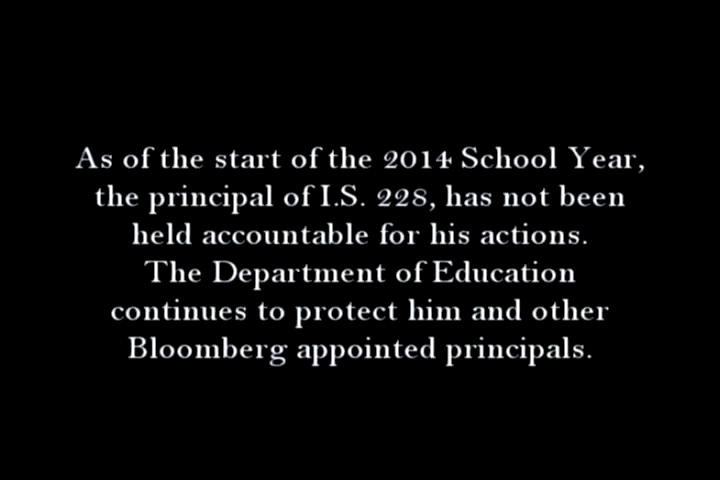 As of the start of the 2014 School Year,
the principal of I.S. 228, has not been
held accountable for his actions.
The Department of Education
continues to protect him and other
Bloomberg appointed principals.